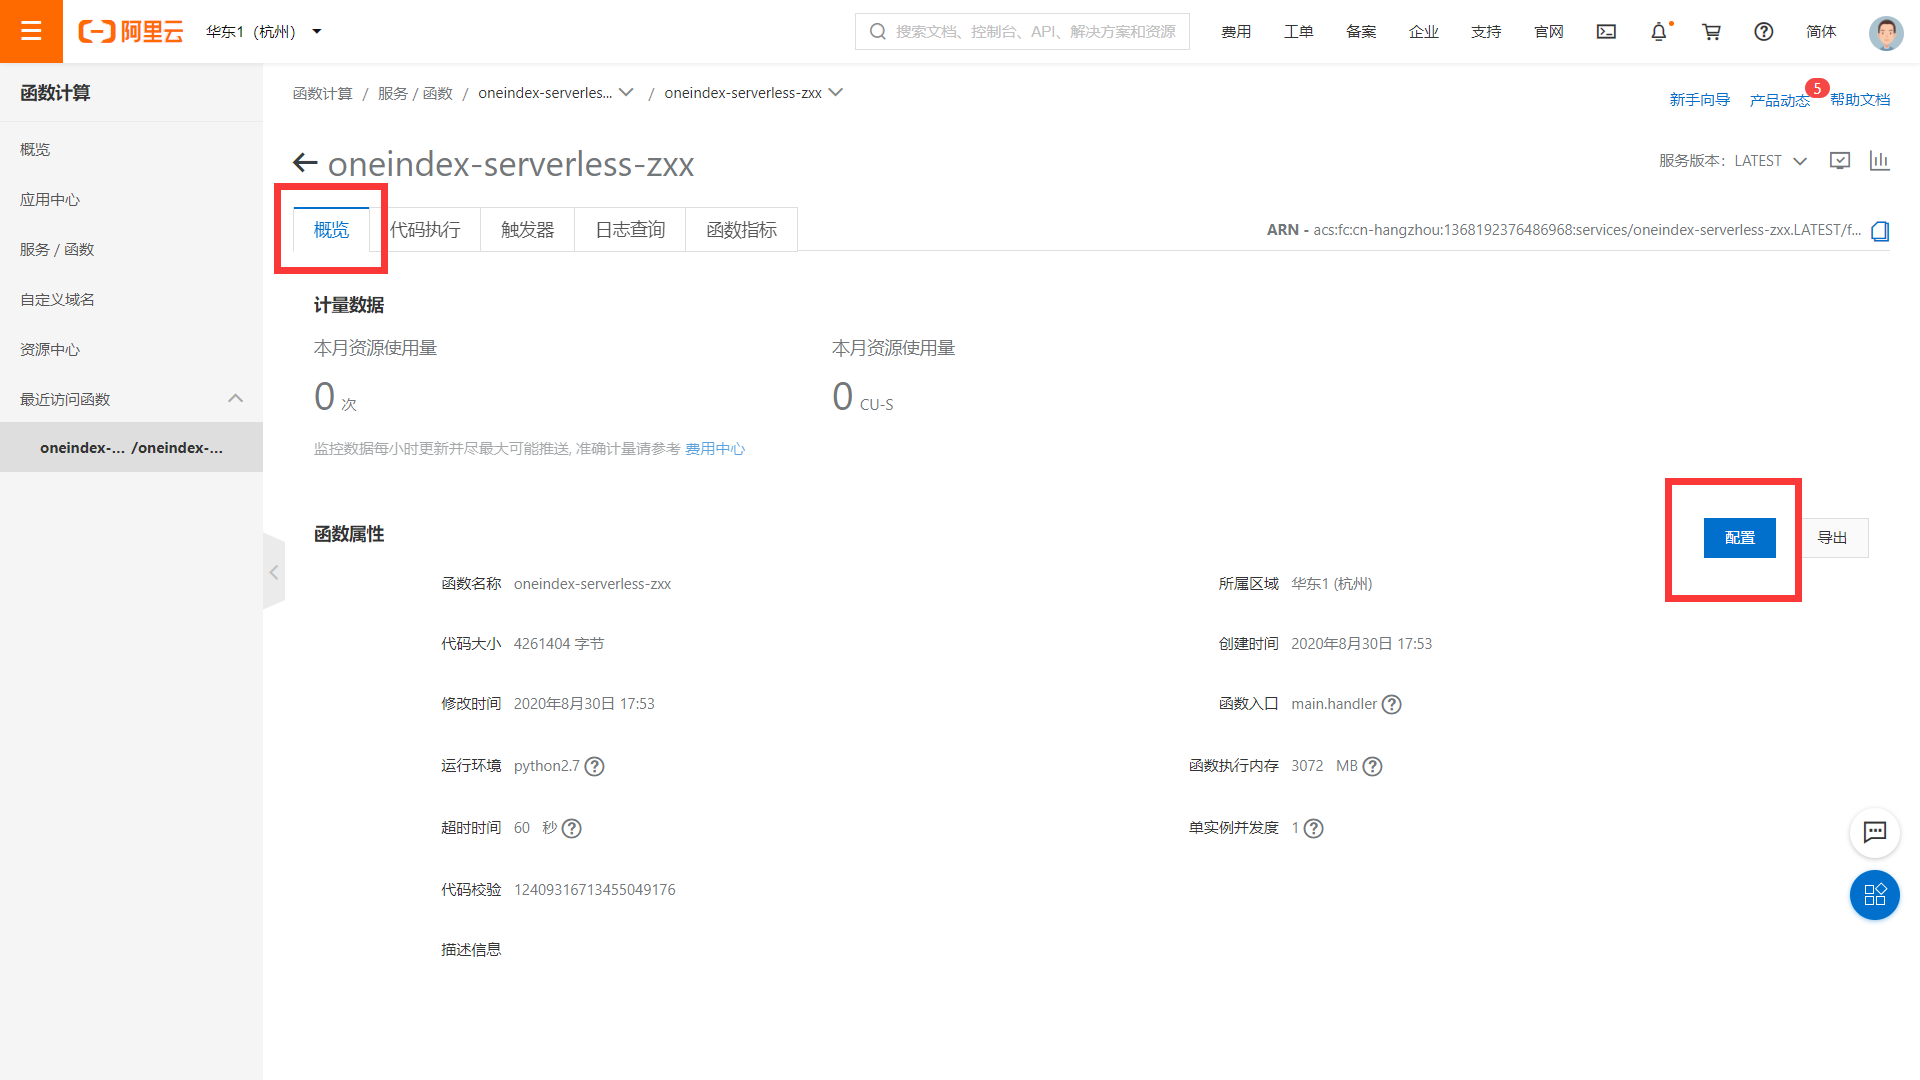 阿里云
华东1（杭州）
搜索文档、控制台、API、解决方案和资源
费用
工单
备案
企业
支持
官网
简体
函数计算
概览
应用中心
服务 / 函数
自定义域名
资源中心
最近访问函数
oneindex-... /oneindex-...
函数计算 / 服务 / 函数 / oneindex-serverles... / oneindex-serverless-zxx
新手向导
产品动态
5
帮助文档
oneindex-serverless-zxx
服务版本: LATEST
概览
代码执行
触发器
日志查询
函数指标
ARN - acs:fc:cn-hangzhou:1368192376486968:services/oneindex-serverless-zxx.LATEST/f...
计量数据
本月资源使用量
0 次
本月资源使用量
0 CU-S
监控数据每小时更新并尽最大可能推送, 准确计量请参考 费用中心
函数属性
配置
导出
函数名称 oneindex-serverless-zxx
所属区域 华东1 (杭州)
代码大小 4261404 字节
创建时间 2020年8月30日 17:53
修改时间 2020年8月30日 17:53
函数入口 main.handler
运行环境 python2.7
函数执行内存 3072 MB
超时时间 60 秒
单实例并发度 1
代码校验 12409316713455049176
描述信息